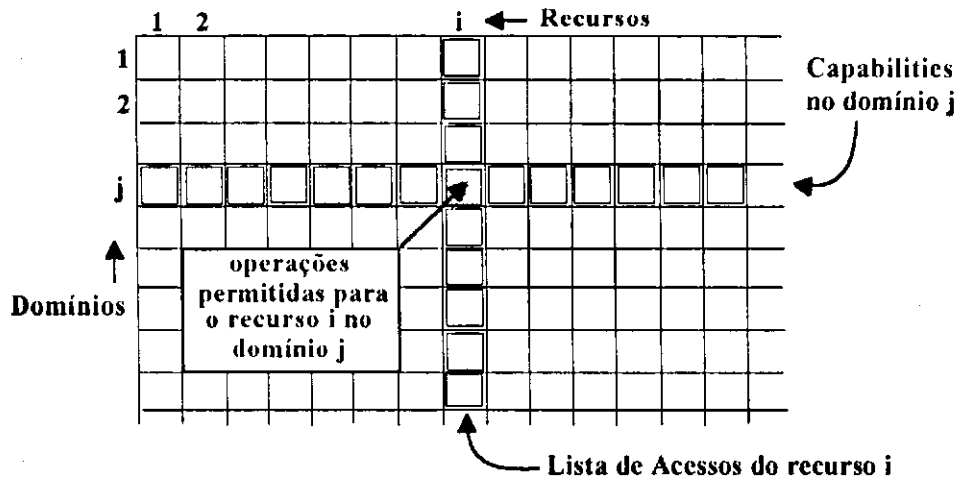 1 2 i Recursos
1
2
Capabilities
no domínio j
j
operações
permitidas para
o recurso i no
domínio j
Domínios
Lista de Acessos do recurso i